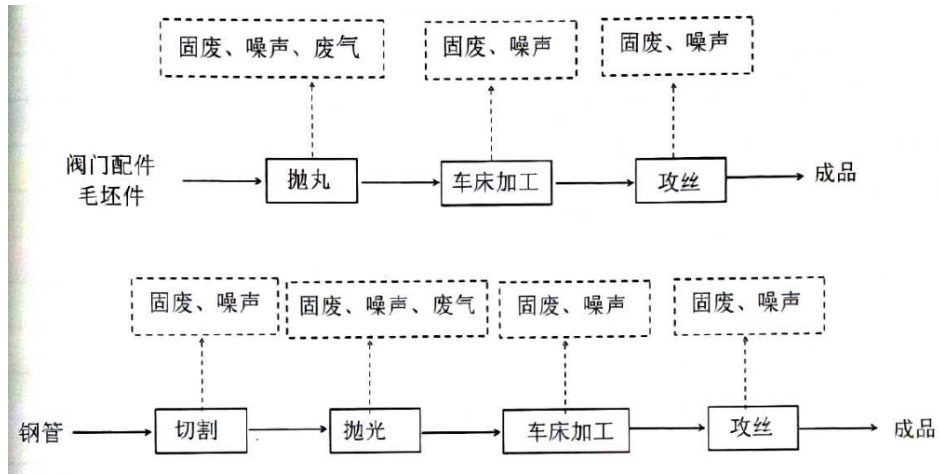 固废、噪声、废气
固废、噪声
固废、噪声
阀门配件
毛坯件
抛丸
车床加工
攻丝
成品
固废、噪声
固废、噪声、废气
固废、噪声
固废、噪声
钢管
切割
抛光
车床加工
攻丝
成品